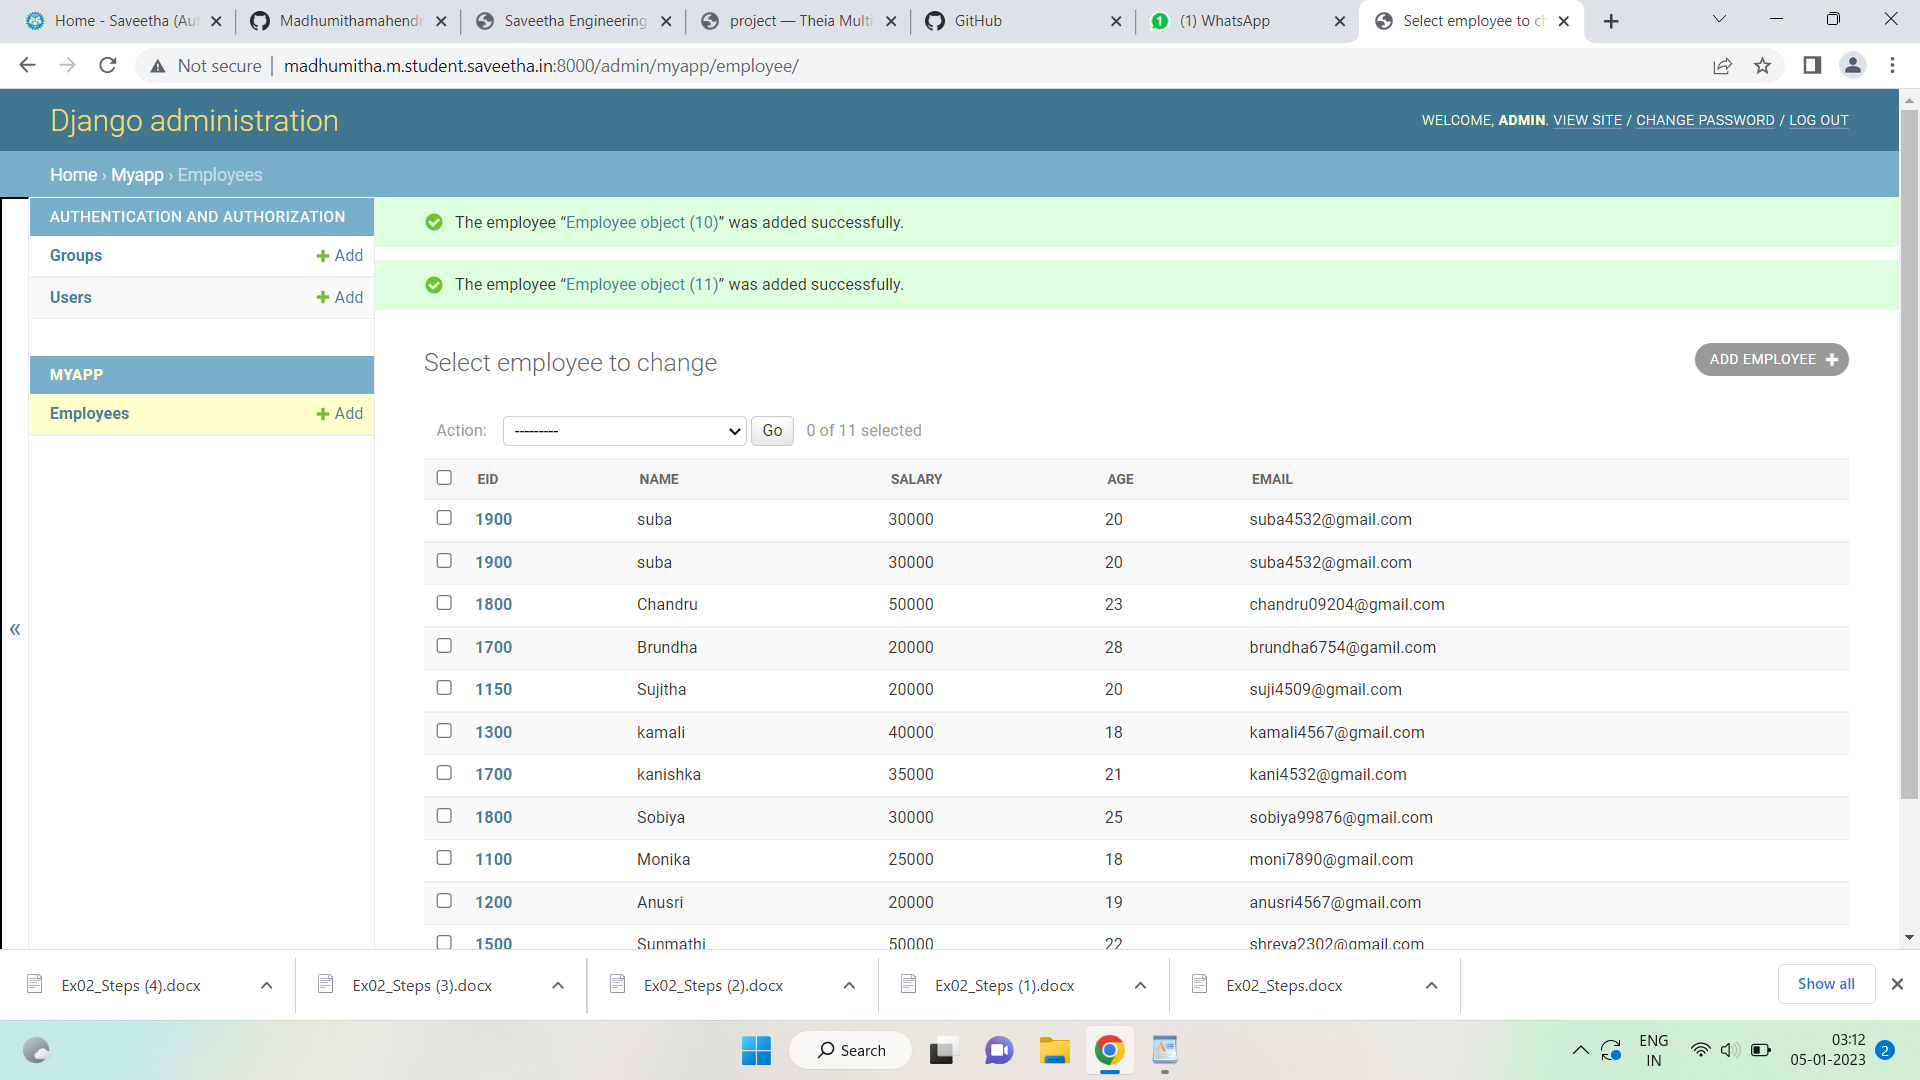 Home - Saveetha (Aut
Madhumithamahendr
Saveetha Engineering
project — Theia Multi
GitHub
(1) WhatsApp
Select employee to ch
Not secure
madhumitha.m.student.saveetha.in:8000/admin/myapp/employee/
Django administration
WELCOME, ADMIN. VIEW SITE / CHANGE PASSWORD / LOG OUT
Home › Myapp › Employees
AUTHENTICATION AND AUTHORIZATION
Groups
Add
Users
Add
MYAPP
Employees
Add
«
The employee “Employee object (10)” was added successfully.
The employee “Employee object (11)” was added successfully.
Select employee to change
ADD EMPLOYEE
Action: --------- Go 0 of 11 selected
EID NAME SALARY AGE EMAIL
1900 suba 30000 20 suba4532@gmail.com
1900 suba 30000 20 suba4532@gmail.com
1800 Chandru 50000 23 chandru09204@gmail.com
1700 Brundha 20000 28 brundha6754@gamil.com
1150 Sujitha 20000 20 suji4509@gmail.com
1300 kamali 40000 18 kamali4567@gmail.com
1700 kanishka 35000 21 kani4532@gmail.com
1800 Sobiya 30000 25 sobiya99876@gmail.com
1100 Monika 25000 18 moni7890@gmail.com
1200 Anusri 20000 19 anusri4567@gmail.com
1500 Sunmathi 50000 22 shreya2302@gmail.com
Ex02_Steps (4).docx
Ex02_Steps (3).docx
Ex02_Steps (2).docx
Ex02_Steps (1).docx
Ex02_Steps.docx
Show all
Search
ENG
IN
03:12
05-01-2023
2